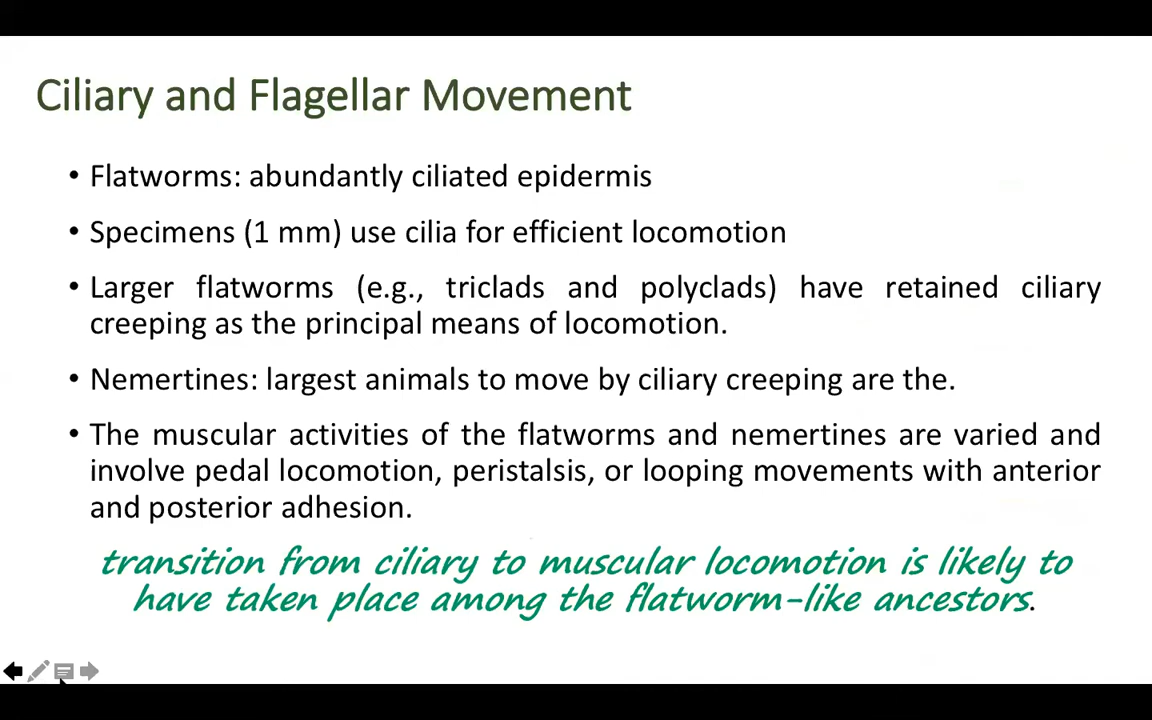 Ciliary and Flagellar Movement
• Flatworms: abundantly ciliated epidermis
• Specimens (1 mm) use cilia for efficient locomotion
• Larger flatworms (e.g., triclads and polyclads) have retained ciliary
creeping as the principal means of locomotion.
• Nemertines: largest animals to move by ciliary creeping are the.
• The muscular activities of the flatworms and nemertines are varied and
involve pedal locomotion, peristalsis, or looping movements with anterior
and posterior adhesion.
transition from ciliary to muscular locomotion is likely to
have taken place among the flatworm-like ancestors.